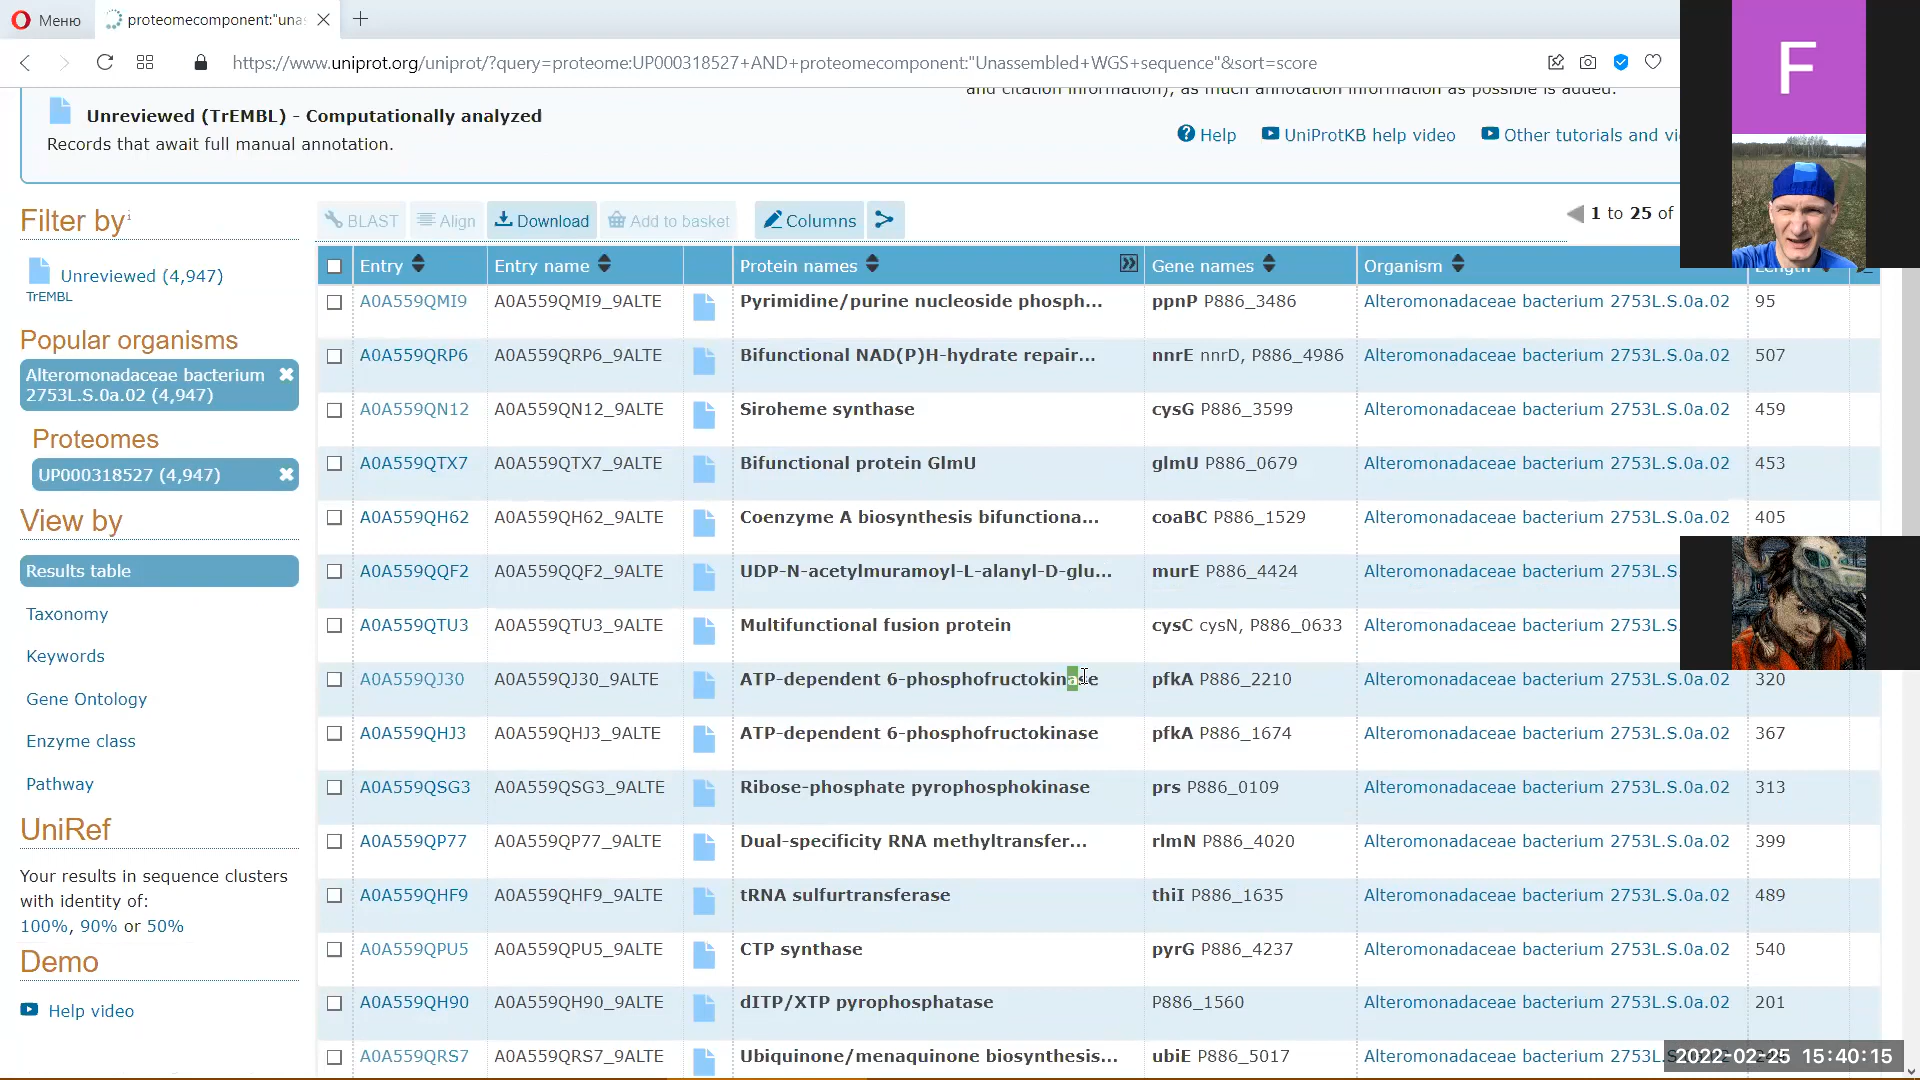 Меню
proteomecomponent:"unas
https://www.uniprot.org/uniprot/?query=proteome:UP000318527+AND+proteomecomponent:"Unassembled+WGS+sequence"&sort=score
F
and citation information), as much annotation information as possible is added.
Unreviewed (TrEMBL) - Computationally analyzed
Records that await full manual annotation.
Help UniProtKB help video Other tutorials and vi
Filter by i
Unreviewed (4,947)
TrEMBL
Popular organisms
Alteromonadaceae bacterium
2753L.S.0a.02 (4,947)
Proteomes
UP000318527 (4,947)
View by
Results table
Taxonomy
Keywords
Gene Ontology
Enzyme class
Pathway
UniRef
Your results in sequence clusters
with identity of:
100%, 90% or 50%
Demo
Help video
BLAST Align Download Add to basket Columns
1 to 25 of
Entry Entry name Protein names Gene names Organism Length
A0A559QMI9 A0A559QMI9_9ALTE Pyrimidine/purine nucleoside phosph... ppnP P886_3486 Alteromonadaceae bacterium 2753L.S.0a.02 95
A0A559QRP6 A0A559QRP6_9ALTE Bifunctional NAD(P)H-hydrate repair... nnrE nnrD, P886_4986 Alteromonadaceae bacterium 2753L.S.0a.02 507
A0A559QN12 A0A559QN12_9ALTE Siroheme synthase cysG P886_3599 Alteromonadaceae bacterium 2753L.S.0a.02 459
A0A559QTX7 A0A559QTX7_9ALTE Bifunctional protein GlmU glmU P886_0679 Alteromonadaceae bacterium 2753L.S.0a.02 453
A0A559QH62 A0A559QH62_9ALTE Coenzyme A biosynthesis bifunctiona... coaBC P886_1529 Alteromonadaceae bacterium 2753L.S.0a.02 405
A0A559QQF2 A0A559QQF2_9ALTE UDP-N-acetylmuramoyl-L-alanyl-D-glu... murE P886_4424 Alteromonadaceae bacterium 2753L.S
A0A559QTU3 A0A559QTU3_9ALTE Multifunctional fusion protein cysC cysN, P886_0633 Alteromonadaceae bacterium 2753L.S
A0A559QJ30 A0A559QJ30_9ALTE ATP-dependent 6-phosphofructokinase pfkA P886_2210 Alteromonadaceae bacterium 2753L.S.0a.02 320
A0A559QHJ3 A0A559QHJ3_9ALTE ATP-dependent 6-phosphofructokinase pfkA P886_1674 Alteromonadaceae bacterium 2753L.S.0a.02 367
A0A559QSG3 A0A559QSG3_9ALTE Ribose-phosphate pyrophosphokinase prs P886_0109 Alteromonadaceae bacterium 2753L.S.0a.02 313
A0A559QP77 A0A559QP77_9ALTE Dual-specificity RNA methyltransfer... rlmN P886_4020 Alteromonadaceae bacterium 2753L.S.0a.02 399
A0A559QHF9 A0A559QHF9_9ALTE tRNA sulfurtransferase thiI P886_1635 Alteromonadaceae bacterium 2753L.S.0a.02 489
A0A559QPU5 A0A559QPU5_9ALTE CTP synthase pyrG P886_4237 Alteromonadaceae bacterium 2753L.S.0a.02 540
A0A559QH90 A0A559QH90_9ALTE dITP/XTP pyrophosphatase P886_1560 Alteromonadaceae bacterium 2753L.S.0a.02 201
A0A559QRS7 A0A559QRS7_9ALTE Ubiquinone/menaquinone biosynthesis... ubiE P886_5017 Alteromonadaceae bacterium 2753L.S
2022-02-25 15:40:15